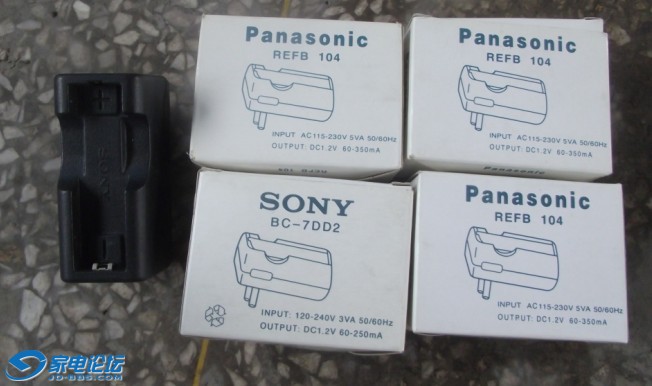 Panasonic
REFB 104
INPUT AC115-230V 5VA 50/60Hz
OUTPUT: DC1.2V 60-350mA
Panasonic
REFB 104
INPUT AC115-230V 5VA 50/60Hz
OUTPUT: DC1.2V 60-350mA
SONY
BC-7DD2
INPUT: 120-240V 3VA 50/60Hz
OUTPUT: DC1.2V 60-250mA
Panasonic
REFB 104
INPUT AC115-230V 5VA 50/60Hz
OUTPUT: DC1.2V 60-350mA
SONY
家电论坛
JD-BBS.COM